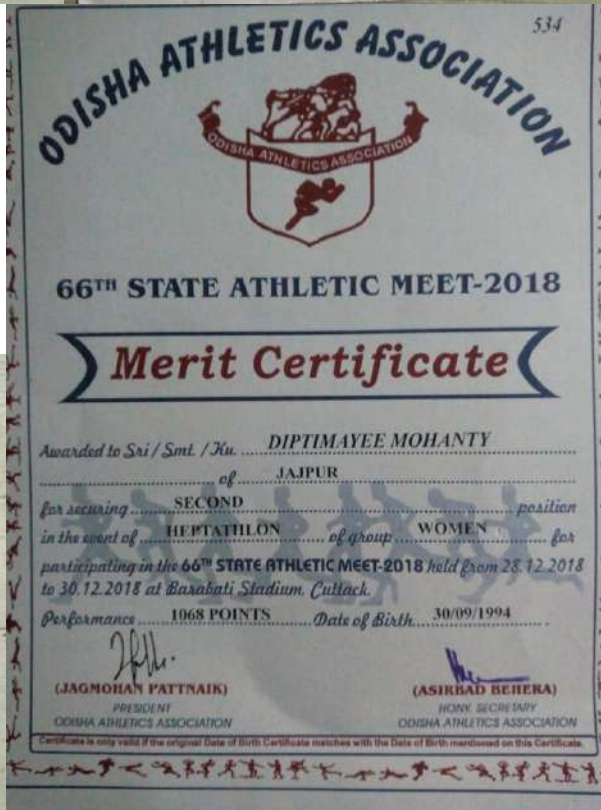 534
ODISHA ATHLETICS ASSOCIATION
ODISHA ATHLETICS ASSOCIATION
66TH STATE ATHLETIC MEET-2018
Merit Certificate
Awarded to Sri / Smt. / Ku. DIPTIMAYEE MOHANTY
of JAJPUR
for securing SECOND position
in the event of HEPTATHLON of group WOMEN for
participating in the 66TH STATE ATHLETIC MEET-2018 held from 28.12.2018
to 30.12.2018 at Barabati Stadium, Cuttack.
Performance 1068 POINTS Date of Birth 30/09/1994
(JAGMOHAN PATTNAIK) (ASIRBAD BEHERA)
PRESIDENT HONY. SECRETARY
ODISHA ATHLETICS ASSOCIATION ODISHA ATHLETICS ASSOCIATION
Certificate is only valid if the original Date of Birth Certificate matches with the Date of Birth mentioned on this Certificate.